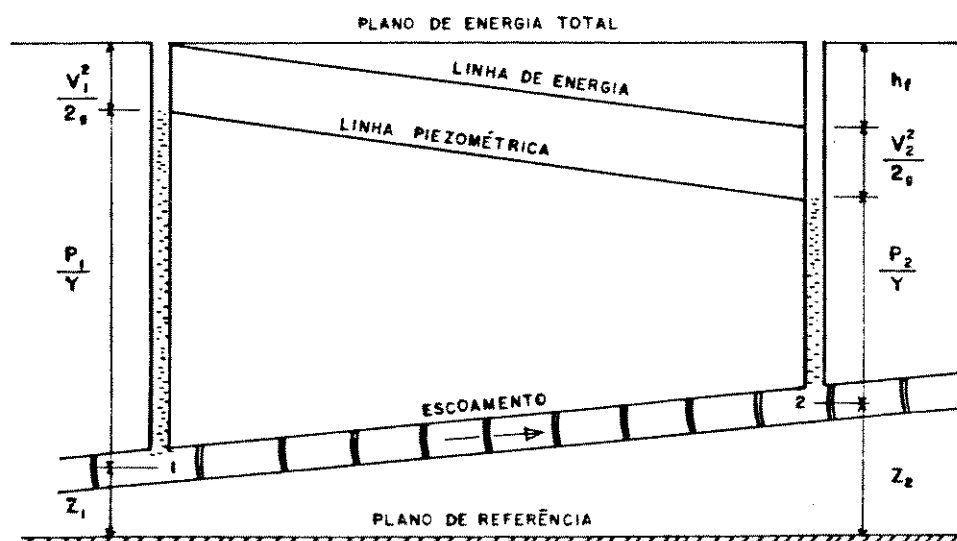 PLANO DE ENERGIA TOTAL
V₁²
2g
LINHA DE ENERGIA
hf
LINHA PIEZOMÉTRICA
V₂²
2g
P₁
Y
P₂
Y
ESCOAMENTO
1
2
Z₁
Z₂
PLANO DE REFERÊNCIA